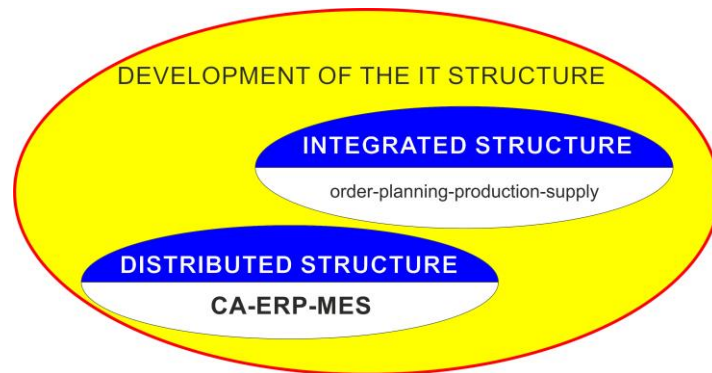 DEVELOPMENT OF THE IT STRUCTURE
INTEGRATED STRUCTURE
order-planning-production-supply
DISTRIBUTED STRUCTURE
CA-ERP-MES